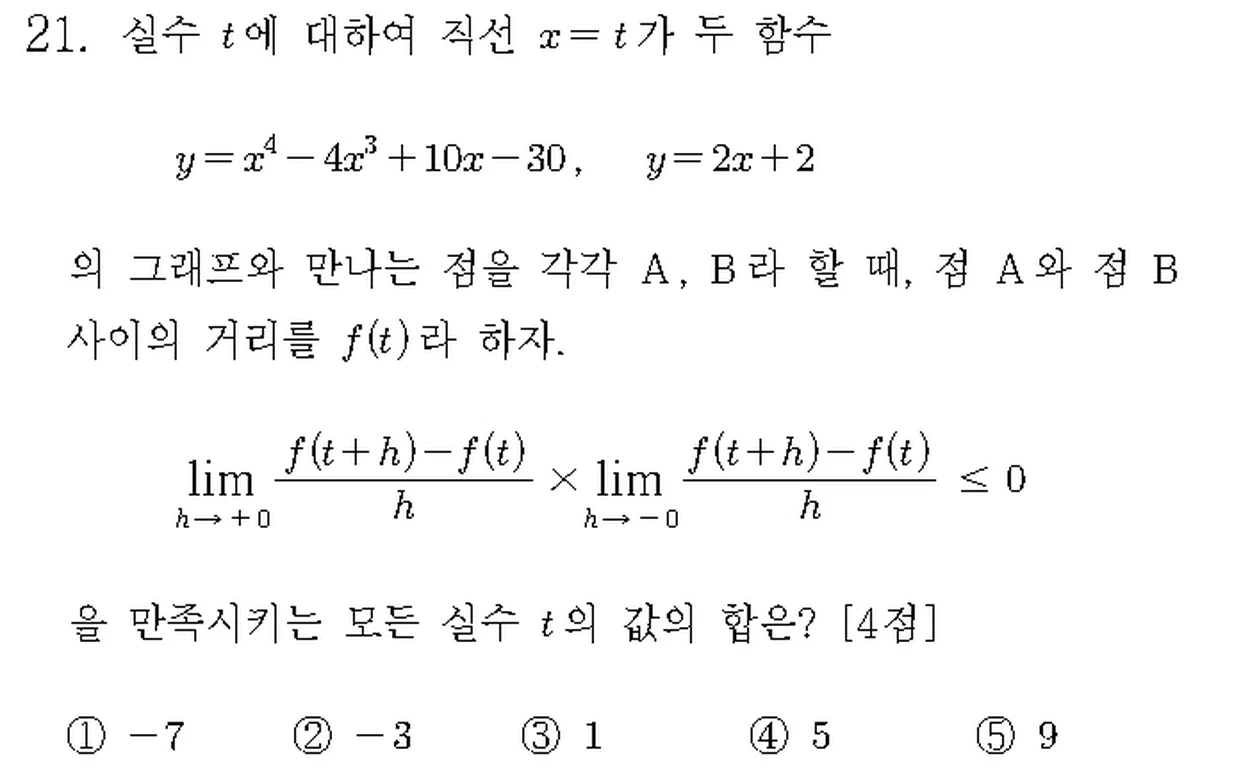 21. 실수 t에 대하여 직선 x = t가 두 함수
y = x⁴ − 4x³ + 10x − 30, y = 2x + 2
의 그래프와 만나는 점을 각각 A, B라 할 때, 점 A와 점 B
사이의 거리를 f(t)라 하자.
lim_{h→+0} \frac{f(t+h)−f(t)}{h} × lim_{h→−0} \frac{f(t+h)−f(t)}{h} ≤ 0
을 만족시키는 모든 실수 t의 값의 합은? [4점]
① −7 ② −3 ③ 1 ④ 5 ⑤ 9